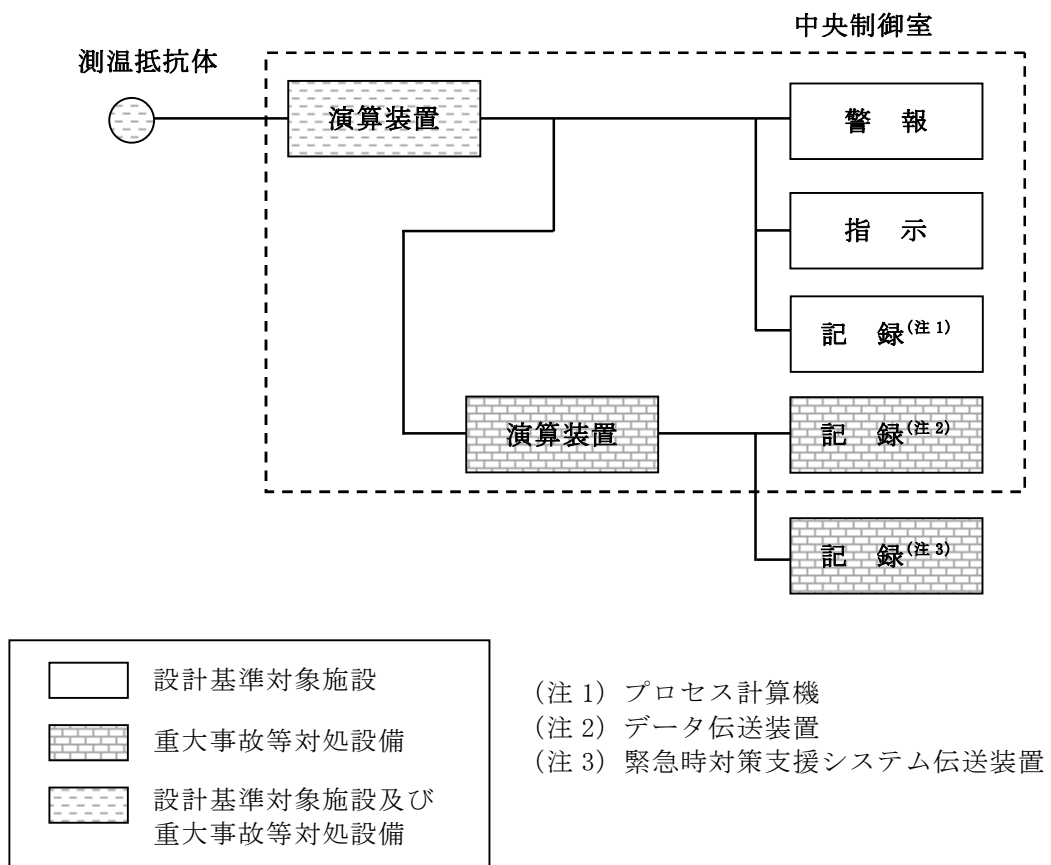 中央制御室
測温抵抗体
演算装置
警 報
指 示
記 録(注1)
演算装置
記 録(注2)
記 録(注3)
設計基準対象施設
重大事故等対処設備
設計基準対象施設及び
重大事故等対処設備
(注1) プロセス計算機
(注2) データ伝送装置
(注3) 緊急時対策支援システム伝送装置